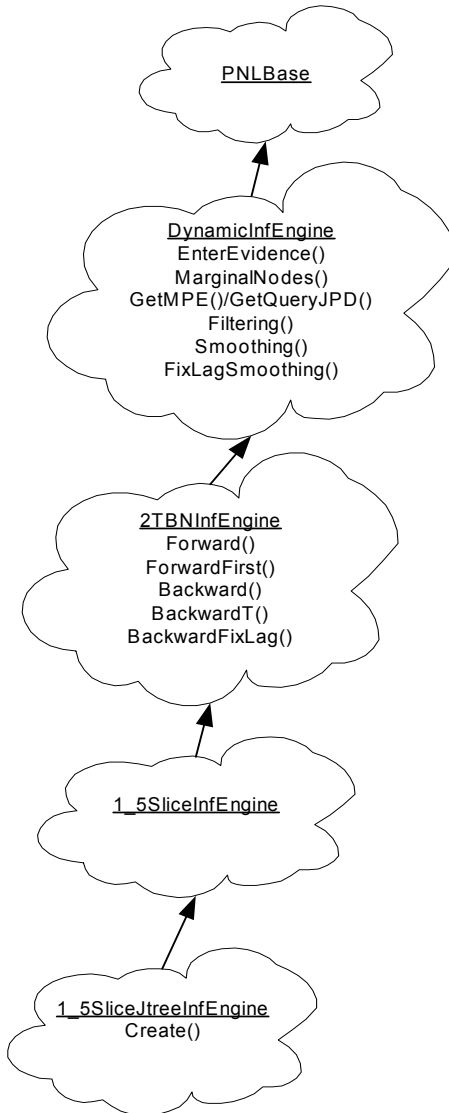 PNLBase
DynamicInfEngine
EnterEvidence()
MarginalNodes()
GetMPE()/GetQueryJPD()
Filtering()
Smoothing()
FixLagSmoothing()
2TBNInfEngine
Forward()
ForwardFirst()
Backward()
BackwardT()
BackwardFixLag()
1_5SliceInfEngine
1_5SliceJtreeInfEngine
Create()